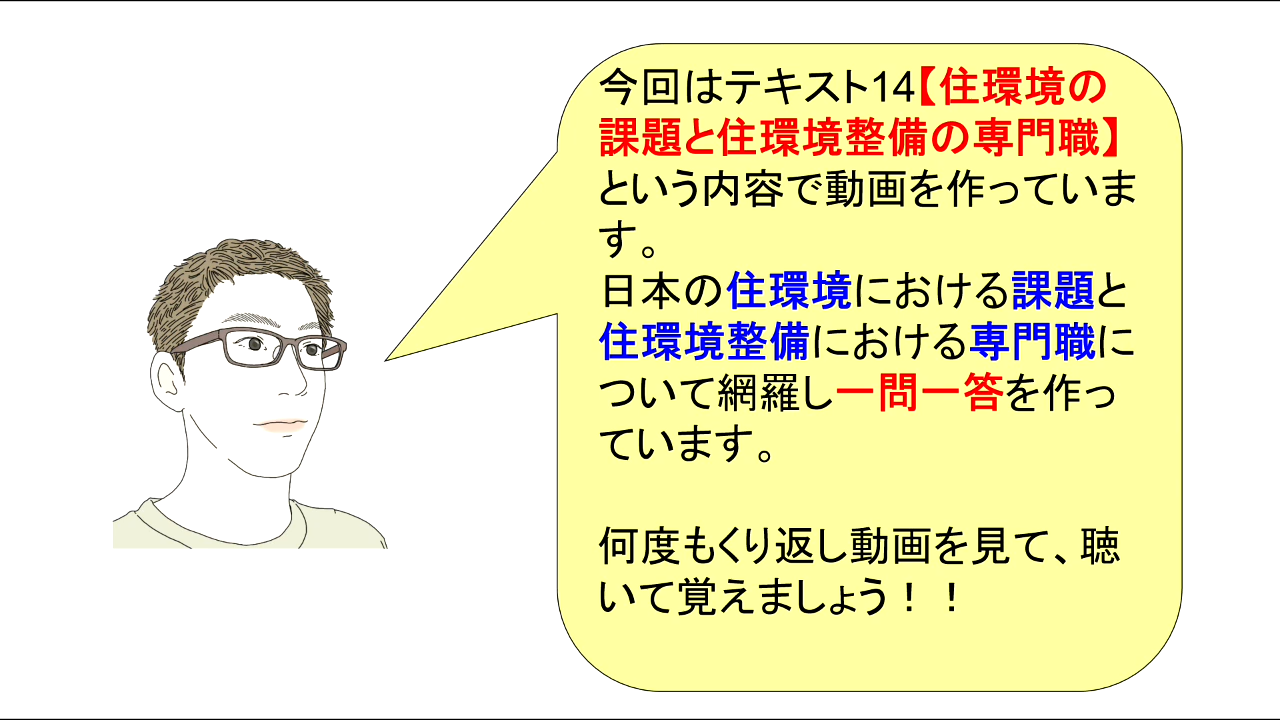 今回はテキスト14【住環境の
課題と住環境整備の専門職】
という内容で動画を作っていま
す。
日本の住環境における課題と
住環境整備における専門職に
ついて網羅し一問一答を作っ
ています。
何度もくり返し動画を見て、聴
いて覚えましょう！！